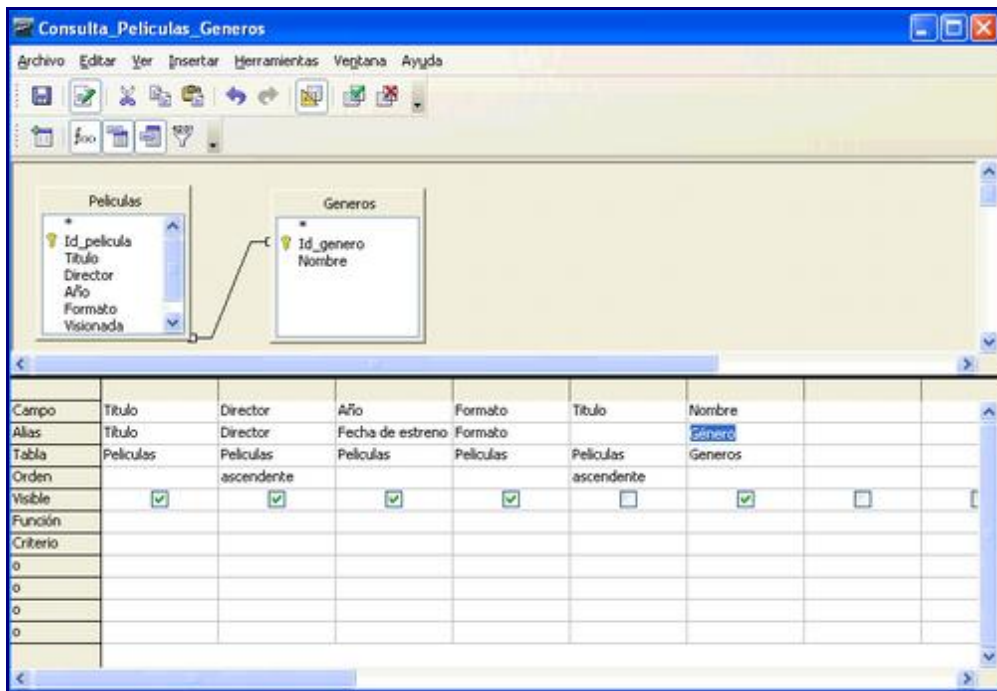 Consulta_Peliculas_Generos
Archivo Editar Ver Insertar Herramientas Ventana Ayuda
Peliculas
*
Id_pelicula
Titulo
Director
Año
Formato
Visionada
Generos
*
Id_genero
Nombre
Campo Titulo Director Año Formato Titulo Nombre
Alias Título Director Fecha de estreno Formato Género
Tabla Peliculas Peliculas Peliculas Peliculas Peliculas Generos
Orden ascendente ascendente
Visible
Función
Criterio
o
o
o
o